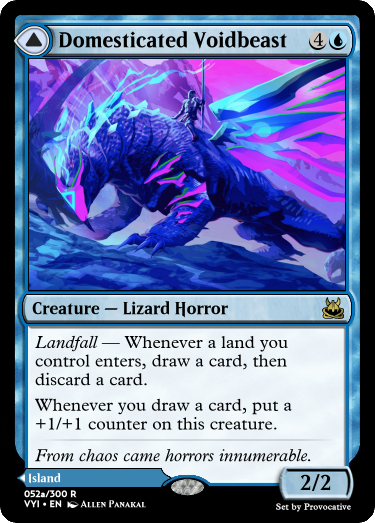 Domesticated Voidbeast 4
Creature — Lizard Horror
Landfall — Whenever a land you
control enters, draw a card, then
discard a card.
Whenever you draw a card, put a
+1/+1 counter on this creature.
From chaos came horrors innumerable.
Island
2/2
052a/300 R
VYI • EN Allen Panakal
Set by Provocative